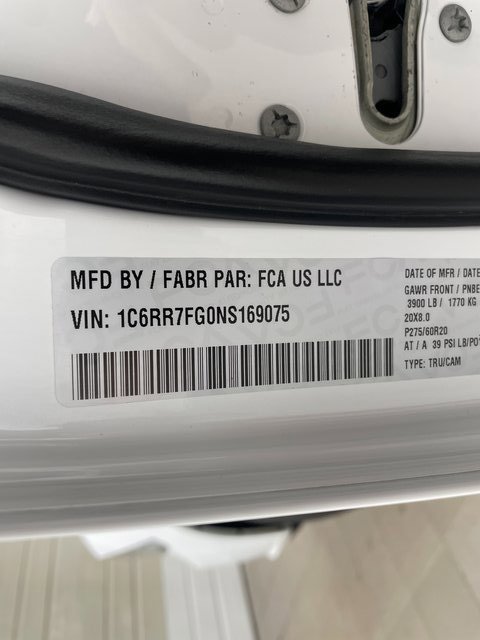 MFD BY / FABR PAR: FCA US LLC
VIN: 1C6RR7FG0NS169075
DATE OF MFR / DATE
GAWR FRONT / PNBE
3900 LB / 1770 KG
20X8.0
P275/60R20
AT / A 39 PSI LB/PO
TYPE: TRU/CAM